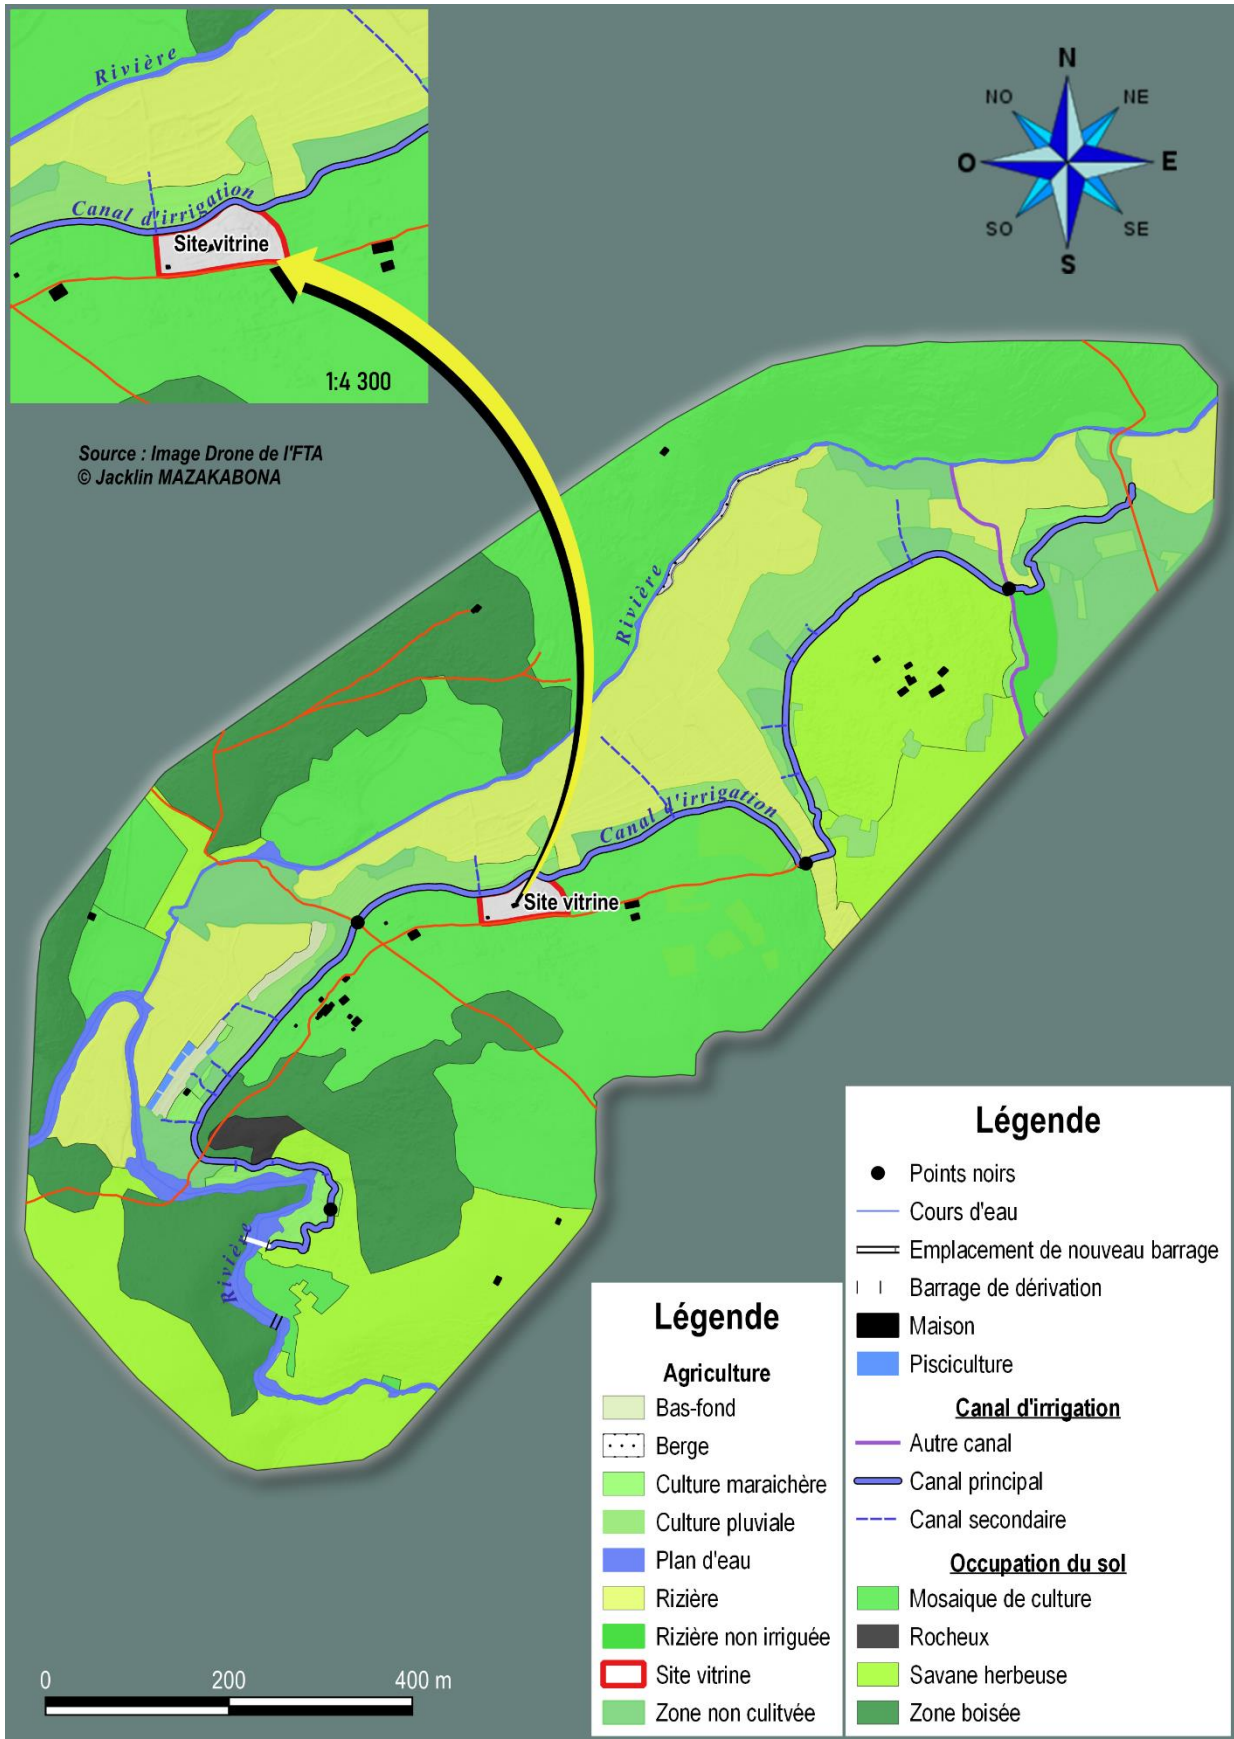 Rivière
Canal d'irrigation
Site vitrine
1:4 300
N
NO
NE
O
E
SO
SE
S
Source : Image Drone de l'FTA
© Jacklin MAZAKABONA
Rivière
Canal d'irrigation
Site vitrine
Rivière
Légende
Points noirs
Cours d'eau
Emplacement de nouveau barrage
Barrage de dérivation
Maison
Pisciculture
Canal d'irrigation
Autre canal
Canal principal
Canal secondaire
Occupation du sol
Mosaique de culture
Rocheux
Savane herbeuse
Zone boisée
Légende
Agriculture
Bas-fond
Berge
Culture maraichère
Culture pluviale
Plan d'eau
Rizière
Rizière non irriguée
Site vitrine
Zone non culitvée
0 200 400 m